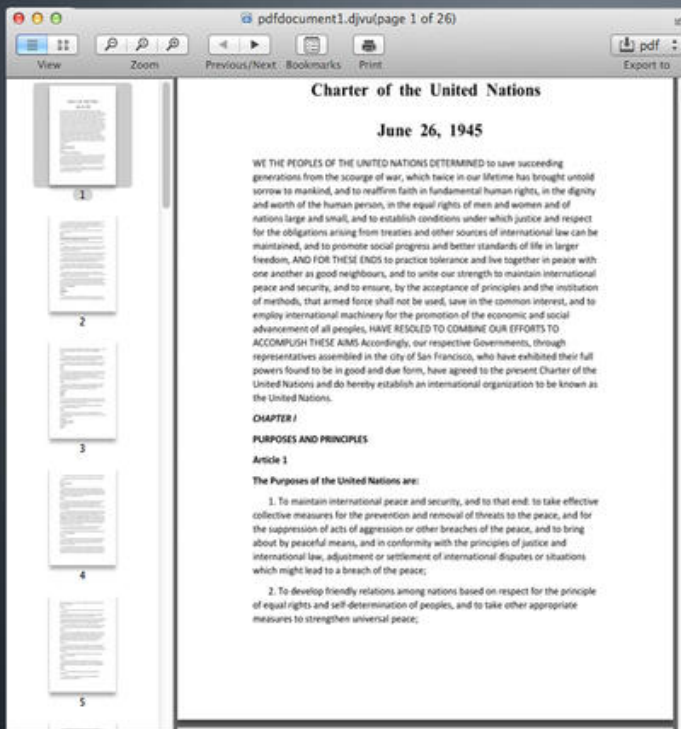 pdfdocument1.djvu(page 1 of 26)
pdf
View Zoom Previous/Next Bookmarks Print Export to
1
2
3
4
5
Charter of the United Nations
June 26, 1945
WE THE PEOPLES OF THE UNITED NATIONS DETERMINED to save succeeding
generations from the scourge of war, which twice in our lifetime has brought untold
sorrow to mankind, and to reaffirm faith in fundamental human rights, in the dignity
and worth of the human person, in the equal rights of men and women and of
nations large and small, and to establish conditions under which justice and respect
for the obligations arising from treaties and other sources of international law can be
maintained, and to promote social progress and better standards of life in larger
freedom, AND FOR THESE ENDS to practice tolerance and live together in peace with
one another as good neighbours, and to unite our strength to maintain international
peace and security, and to ensure, by the acceptance of principles and the institution
of methods, that armed force shall not be used, save in the common interest, and to
employ international machinery for the promotion of the economic and social
advancement of all peoples, HAVE RESOLED TO COMBINE OUR EFFORTS TO
ACCOMPLISH THESE AIMS Accordingly, our respective Governments, through
representatives assembled in the city of San Francisco, who have exhibited their full
powers found to be in good and due form, have agreed to the present Charter of the
United Nations and do hereby establish an international organization to be known as
the United Nations.
CHAPTER I
PURPOSES AND PRINCIPLES
Article 1
The Purposes of the United Nations are:
1. To maintain international peace and security, and to that end: to take effective
collective measures for the prevention and removal of threats to the peace, and for
the suppression of acts of aggression or other breaches of the peace, and to bring
about by peaceful means, and in conformity with the principles of justice and
international law, adjustment or settlement of international disputes or situations
which might lead to a breach of the peace;
2. To develop friendly relations among nations based on respect for the principle
of equal rights and self-determination of peoples, and to take other appropriate
measures to strengthen universal peace;